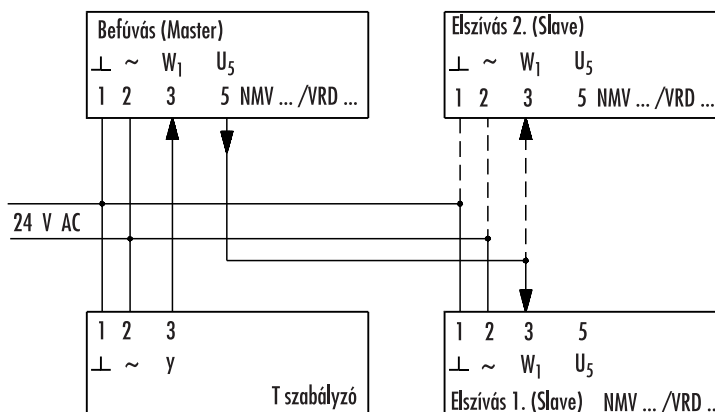 Befúvás (Master)
⊥ ~ W₁ U₅
1 2 3 5 NMV ... /VRD ...
Elszívás 2. (Slave)
⊥ ~ W₁ U₅
1 2 3 5 NMV ... /VRD ...
24 V AC
1 2 3
⊥ ~ y
T szabályzó
1 2 3 5
⊥ ~ W₁ U₅
Elszívás 1. (Slave) NMV ... /VRD ..